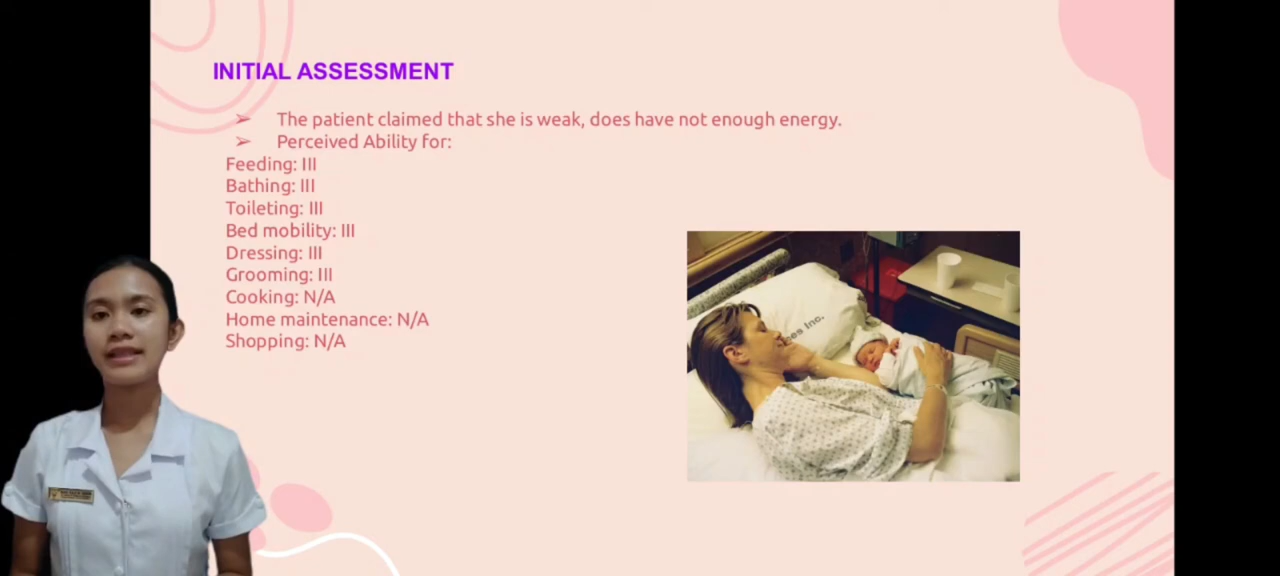 INITIAL ASSESSMENT
➢ The patient claimed that she is weak, does have not enough energy.
➢ Perceived Ability for:
Feeding: III
Bathing: III
Toileting: III
Bed mobility: III
Dressing: III
Grooming: III
Cooking: N/A
Home maintenance: N/A
Shopping: N/A
Inc.